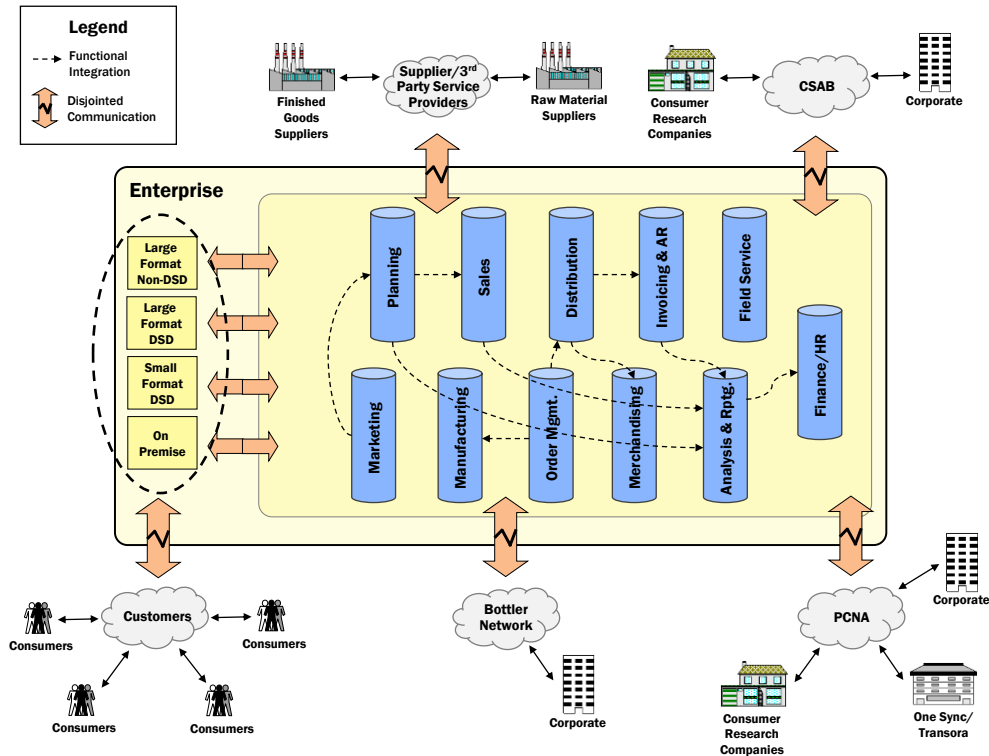 Legend
Functional
Integration
Disjointed
Communication
Finished
Goods
Suppliers
Supplier/3rd
Party Service
Providers
Raw Material
Suppliers
Consumer
Research
Companies
CSAB
Corporate
Enterprise
Large
Format
Non-DSD
Large
Format
DSD
Small
Format
DSD
On
Premise
Planning
Sales
Distribution
Invoicing & AR
Field Service
Finance/HR
Marketing
Manufacturing
Order Mgmt.
Merchandising
Analysis & Rptg.
Customers
Consumers
Consumers
Consumers
Consumers
Bottler
Network
Corporate
PCNA
Corporate
Consumer
Research
Companies
One Sync/
Transora